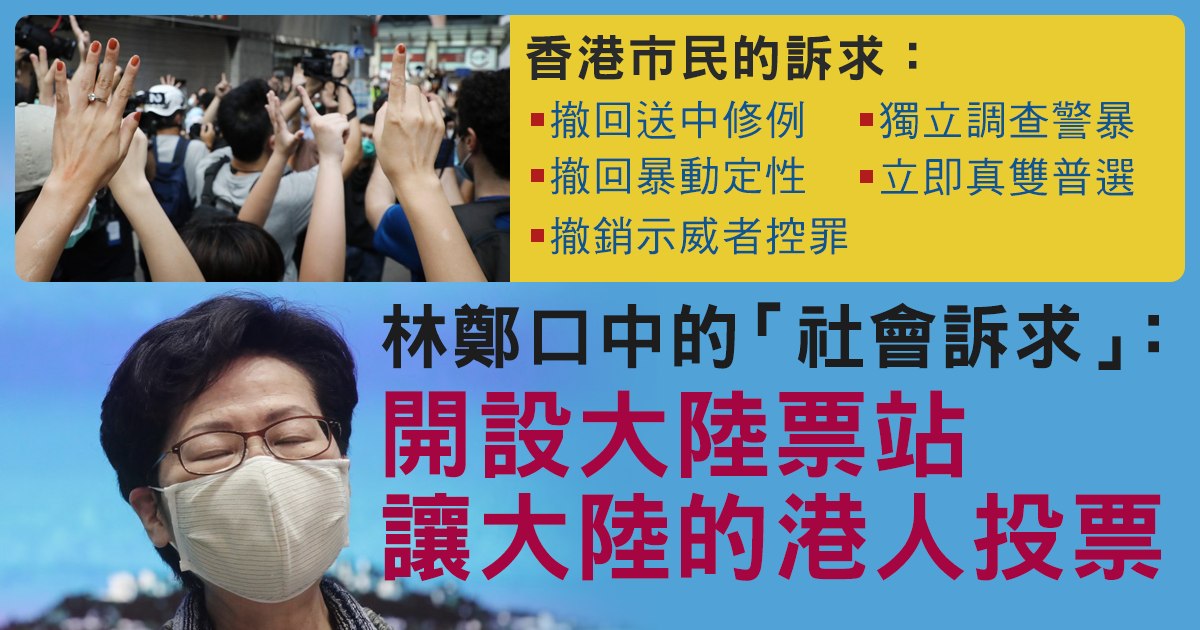 香港市民的訴求：
▪撤回送中修例 ▪獨立調查警暴
▪撤回暴動定性 ▪立即真雙普選
▪撤銷示威者控罪
林鄭口中的「社會訴求」：
開設大陸票站
讓大陸的港人投票